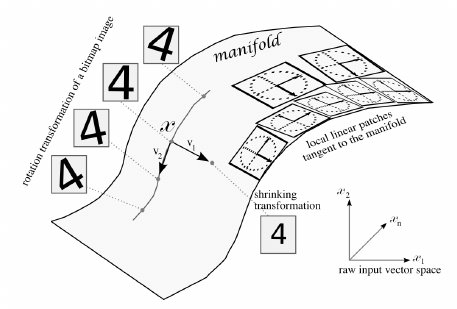 rotation transformation of a bitmap image
4
4
4
4
manifold
x
v1
v2
local linear patches
tangent to the manifold
shrinking
transformation
4
x2
xn
x1
raw input vector space